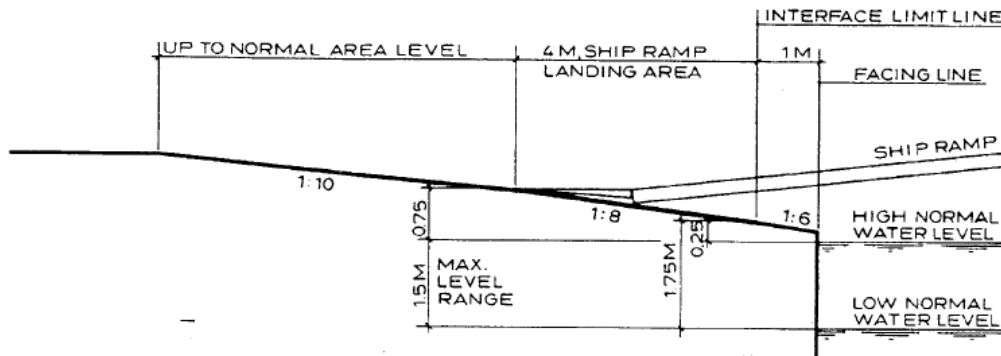 INTERFACE LIMIT LINE
UP TO NORMAL AREA LEVEL
4 M, SHIP RAMP
LANDING AREA
1 M
FACING LINE
SHIP RAMP
1:10
1:8
1:6
0.75
0.25
HIGH NORMAL
WATER LEVEL
1.5M
MAX.
LEVEL
RANGE
1.75M
LOW NORMAL
WATER LEVEL